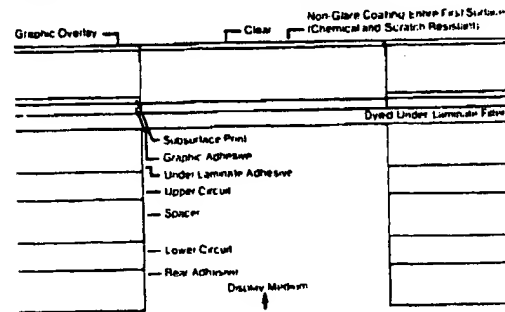 Non-Glare Coating Entire First Surface
Graphic Overlay
Clear
(Chemical and Scratch Resistant)
Dyed Under Laminate Filter
Subsurface Print
Graphic Adhesive
Under Laminate Adhesive
Upper Circuit
Spacer
Lower Circuit
Rear Adhesive
Display Medium